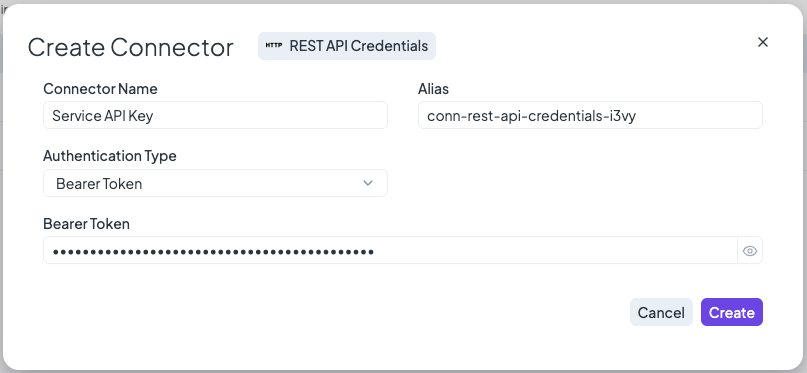 Create Connector
HTTP REST API Credentials
Connector Name
Alias
Service API Key
conn-rest-api-credentials-i3vy
Authentication Type
Bearer Token
Bearer Token
••••••••••••••••••••••••••••••••••••••••••••
Cancel
Create